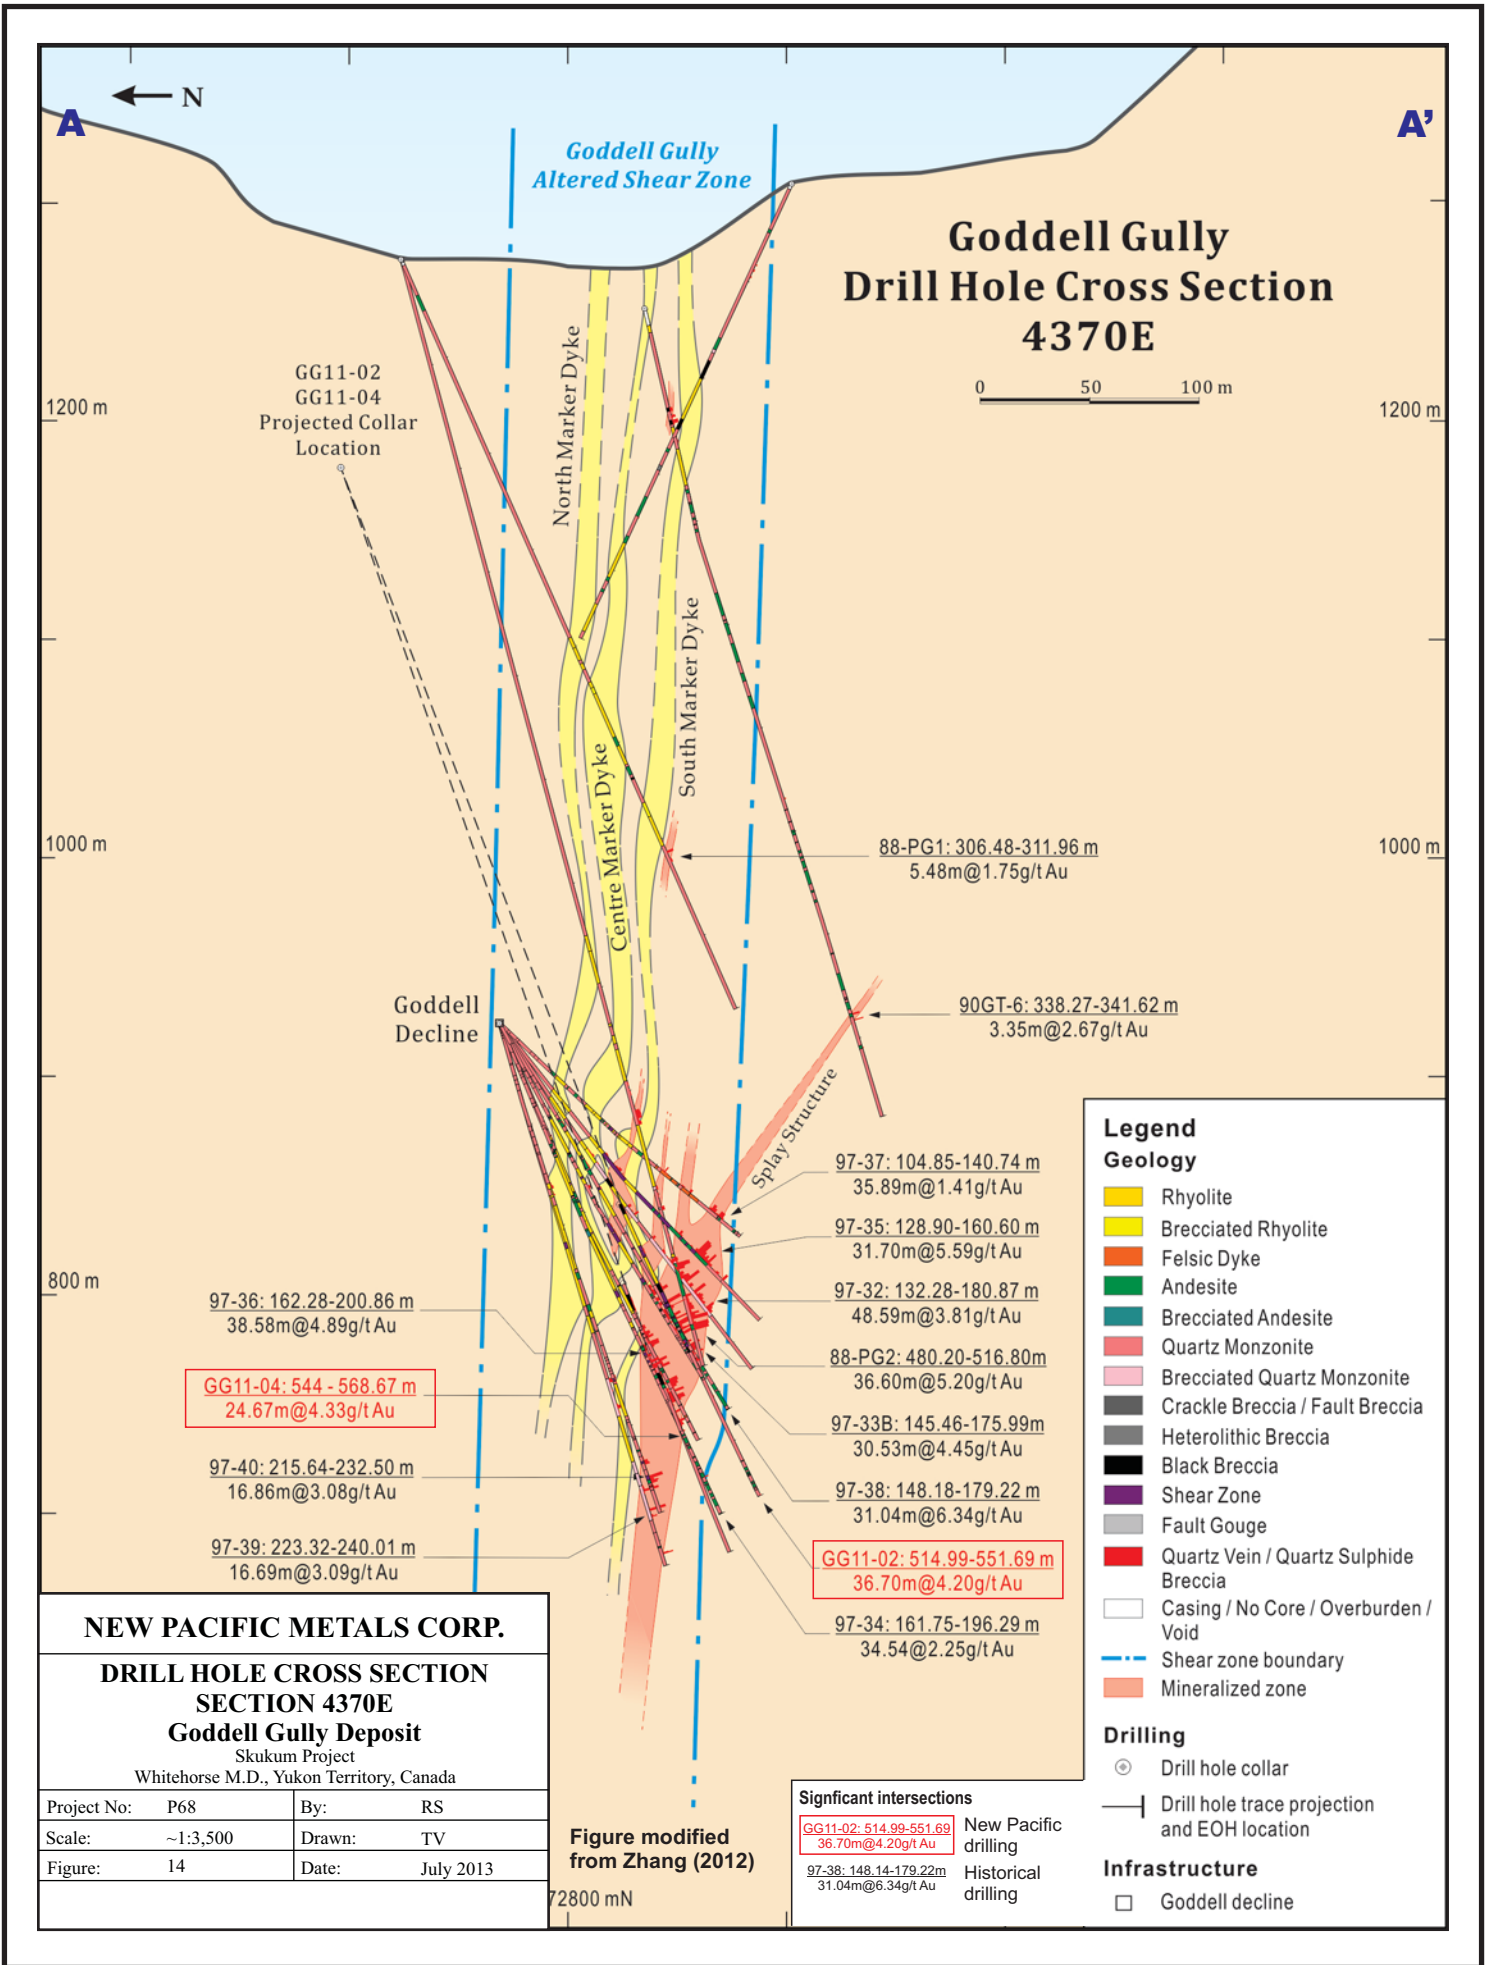 N
A
A’
Goddell Gully
Altered Shear Zone
Goddell Gully
Drill Hole Cross Section
4370E
0 50 100 m
GG11-02
GG11-04
Projected Collar
Location
1200 m
1200 m
North Marker Dyke
South Marker Dyke
Centre Marker Dyke
1000 m
1000 m
88-PG1: 306.48-311.96 m
5.48m@1.75g/t Au
Goddell
Decline
90GT-6: 338.27-341.62 m
3.35m@2.67g/t Au
Splay Structure
97-37: 104.85-140.74 m
35.89m@1.41g/t Au
97-35: 128.90-160.60 m
31.70m@5.59g/t Au
800 m
97-32: 132.28-180.87 m
48.59m@3.81g/t Au
97-36: 162.28-200.86 m
38.58m@4.89g/t Au
88-PG2: 480.20-516.80m
36.60m@5.20g/t Au
GG11-04: 544 - 568.67 m
24.67m@4.33g/t Au
97-33B: 145.46-175.99m
30.53m@4.45g/t Au
97-40: 215.64-232.50 m
16.86m@3.08g/t Au
97-38: 148.18-179.22 m
31.04m@6.34g/t Au
97-39: 223.32-240.01 m
16.69m@3.09g/t Au
GG11-02: 514.99-551.69 m
36.70m@4.20g/t Au
97-34: 161.75-196.29 m
34.54@2.25g/t Au
Legend
Geology
Rhyolite
Brecciated Rhyolite
Felsic Dyke
Andesite
Brecciated Andesite
Quartz Monzonite
Brecciated Quartz Monzonite
Crackle Breccia / Fault Breccia
Heterolithic Breccia
Black Breccia
Shear Zone
Fault Gouge
Quartz Vein / Quartz Sulphide
Breccia
Casing / No Core / Overburden /
Void
Shear zone boundary
Mineralized zone
Drilling
Drill hole collar
Drill hole trace projection
and EOH location
Infrastructure
Goddell decline
NEW PACIFIC METALS CORP.
DRILL HOLE CROSS SECTION
SECTION 4370E
Goddell Gully Deposit
Skukum Project
Whitehorse M.D., Yukon Territory, Canada
Project No: P68 By: RS
Scale: ~1:3,500 Drawn: TV
Figure: 14 Date: July 2013
Figure modified
from Zhang (2012)
72800 mN
Signficant intersections
GG11-02: 514.99-551.69
36.70m@4.20g/t Au
New Pacific
drilling
97-38: 148.14-179.22m
31.04m@6.34g/t Au
Historical
drilling